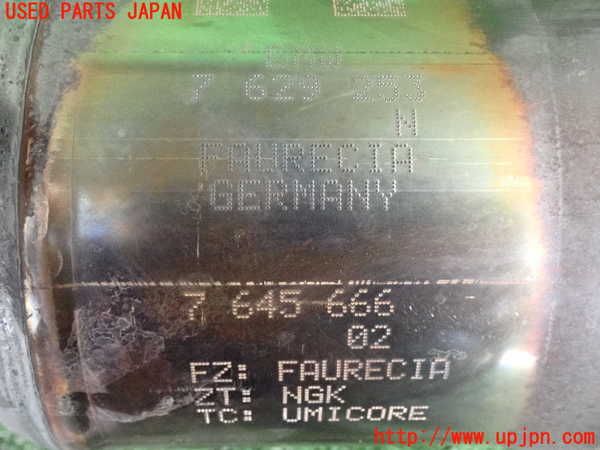 USED PARTS JAPAN
BMW
7 629 253
N
FAURECIA
GERMANY
7 645 666
02
FZ: FAURECIA
ZT: NGK
TC: UMICORE
http://www.upjpn.com/